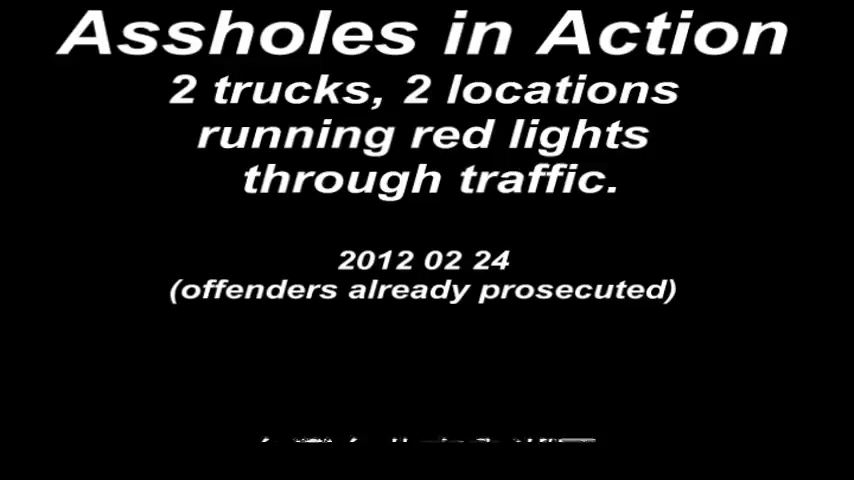 Assholes in Action
2 trucks, 2 locations
running red lights
through traffic.
2012 02 24
(offenders already prosecuted)